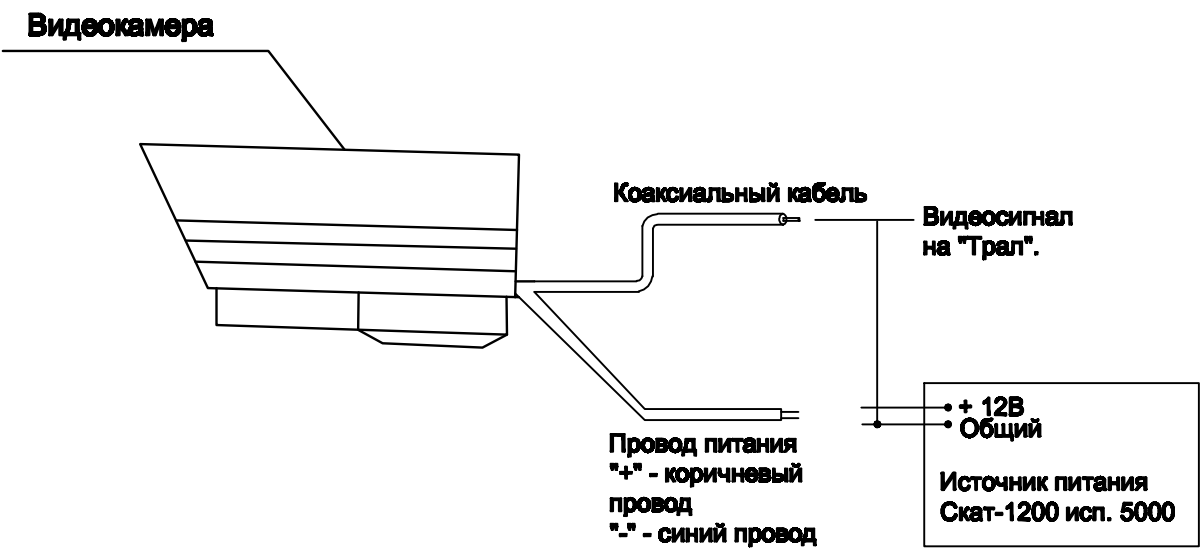 Видеокамера
Коаксиальный кабель
Видеосигнал
на "Трал".
+ 12В
Общий
Провод питания
"+" - коричневый
провод
"-" - синий провод
Источник питания
Скат-1200 исп. 5000